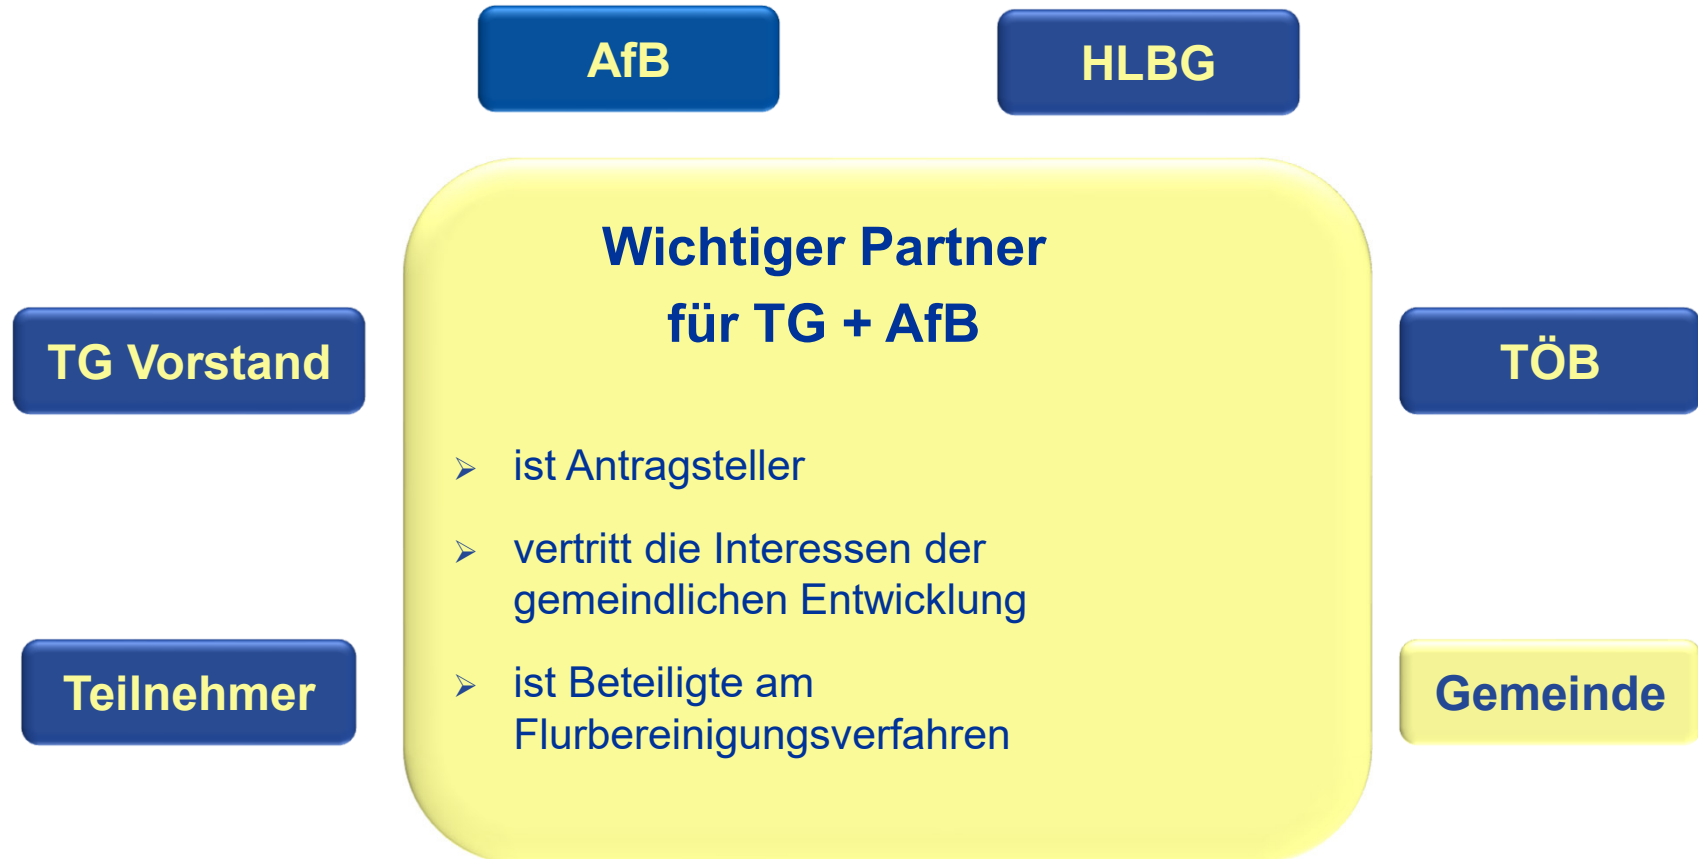 AfB
HLBG
Wichtiger Partner
für TG + AfB
TG Vorstand
TÖB
➢ ist Antragsteller
➢ vertritt die Interessen der
gemeindlichen Entwicklung
➢ ist Beteiligte am
Flurbereinigungsverfahren
Teilnehmer
Gemeinde